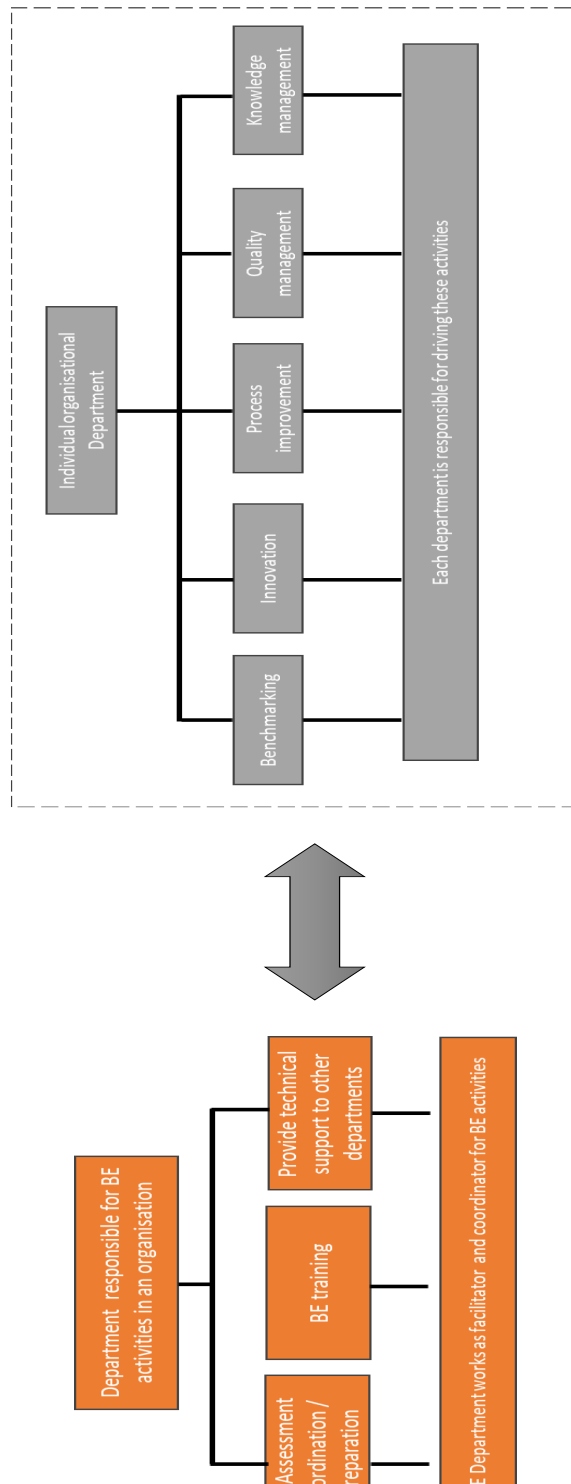 Department responsible for BE
activities in an organisation
Assessment
ordination /
reparation
BE training
Provide technical
support to other
departments
E Department works as facilitator and coordinator for BE activities
Individual organisational
Department
Benchmarking
Innovation
Process
improvement
Quality
management
Knowledge
management
Each department is responsible for driving these activities